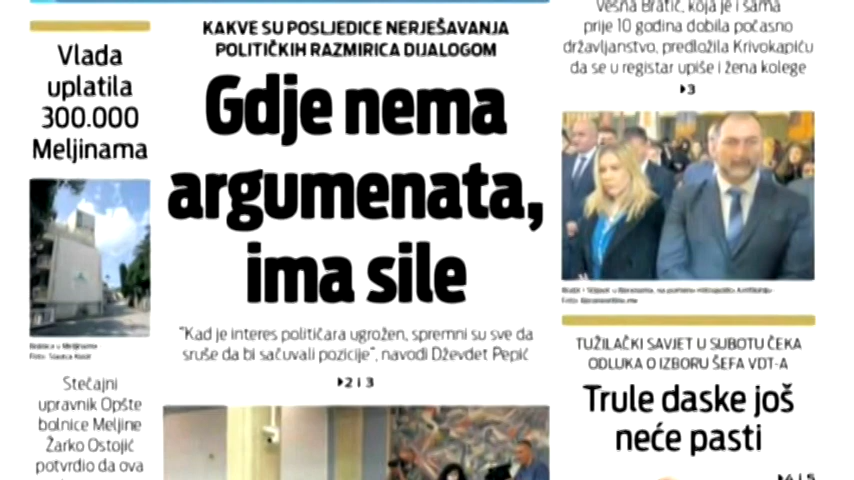 Vlada
uplatila
300.000
Meljinama
Bolnica u Meljinama
Stečajni
upravnik Opšte
bolnice Meljine
Žarko Ostojić
potvrdio da ova
KAKVE SU POSLJEDICE NERJEŠAVANJA
POLITIČKIH RAZMIRICA DIJALOGOM
Gdje nema
argumenata,
ima sile
"Kad je interes političara ugrožen, spremni su sve da
sruše da bi sačuvali pozicije", navodi Dževdet Pepić
2 i 3
Vesna Bratić, koja je i sama
prije 10 godina dobila počasno
državljanstvo, predložila Krivokapiću
da se u registar upiše i žena kolege
3
TUŽILAČKI SAVJET U SUBOTU ČEKA
ODLUKA O IZBORU ŠEFA VDT-A
Trule daske još
neće pasti
4 i 5